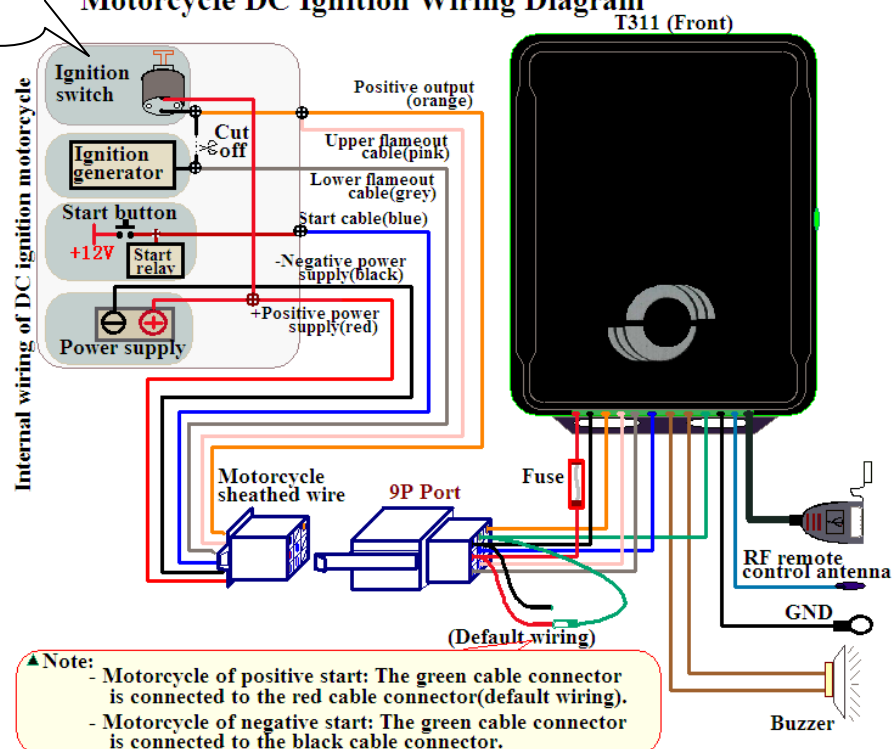 Motorcycle DC Ignition Wiring Diagram
T311 (Front)
Internal wiring of DC ignition motorcycle
Ignition
switch
Positive output
(orange)
Cut
off
Upper flameout
cable(pink)
Ignition
generator
Lower flameout
cable(grey)
Start button
Start cable(blue)
+12V
Start
relay
-Negative power
supply(black)
+Positive power
supply(red)
Power supply
Motorcycle
sheathed wire
9P Port
Fuse
RF remote
control antenna
GND
(Default wiring)
Buzzer
Note:
- Motorcycle of positive start: The green cable connector
is connected to the red cable connector(default wiring).
- Motorcycle of negative start: The green cable connector
is connected to the black cable connector.